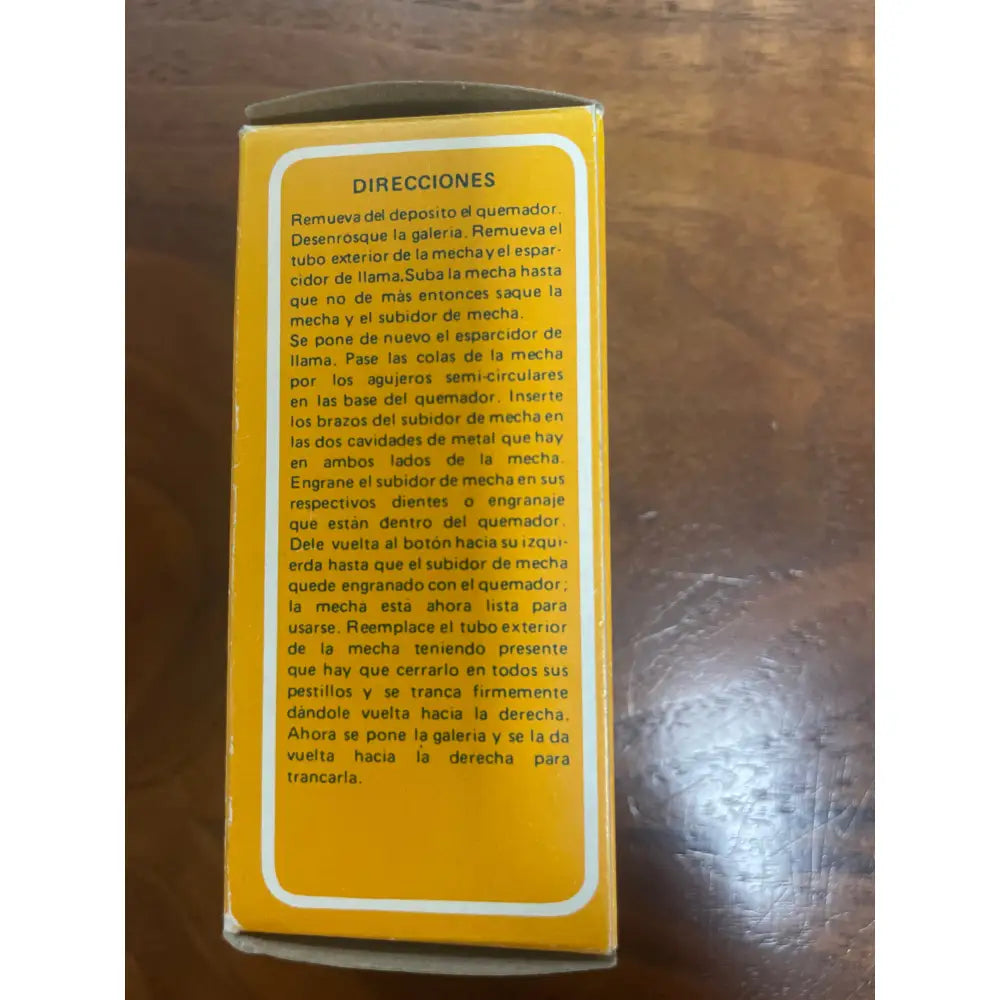 DIRECCIONES
Remueva del deposito el quemador.
Desenrósque la galeria. Remueva el
tubo exterior de la mecha y el espar-
cidor de llama. Suba la mecha hasta
que no de más entonces saque la
mecha y el subidor de mecha.
Se pone de nuevo el esparcidor de
llama. Pase las colas de la mecha
por los agujeros semi-circulares
en las base del quemador. Inserte
los brazos del subidor de mecha en
las dos cavidades de metal que hay
en ambos lados de la mecha.
Engrane el subidor de mecha en sus
respectivos dientes o engranaje
que están dentro del quemador.
Dele vuelta al botón hacia su izqui-
erda hasta que el subidor de mecha
quede engranado con el quemador;
la mecha está ahora lista para
usarse. Reemplace el tubo exterior
de la mecha teniendo presente
que hay que cerrarlo en todos sus
pestillos y se tranca firmemente
dándole vuelta hacia la derecha.
Ahora se pone la galeria y se la da
vuelta hacia la derecha para
trancarla.